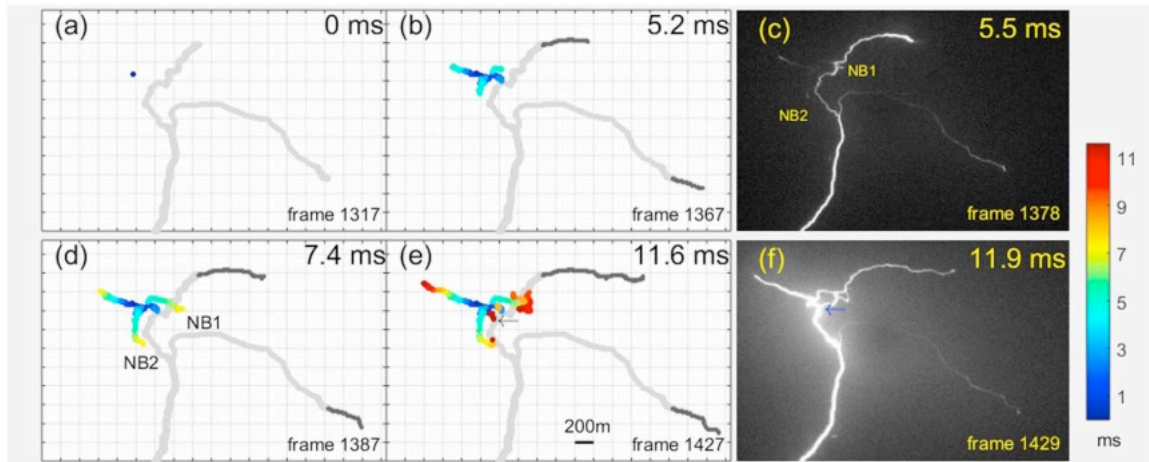 (a) 0 ms
frame 1317
(b) 5.2 ms
frame 1367
(c) 5.5 ms
NB1
NB2
frame 1378
(d) 7.4 ms
NB1
NB2
frame 1387
(e) 11.6 ms
200m
frame 1427
(f) 11.9 ms
frame 1429
11
9
7
5
3
1
ms